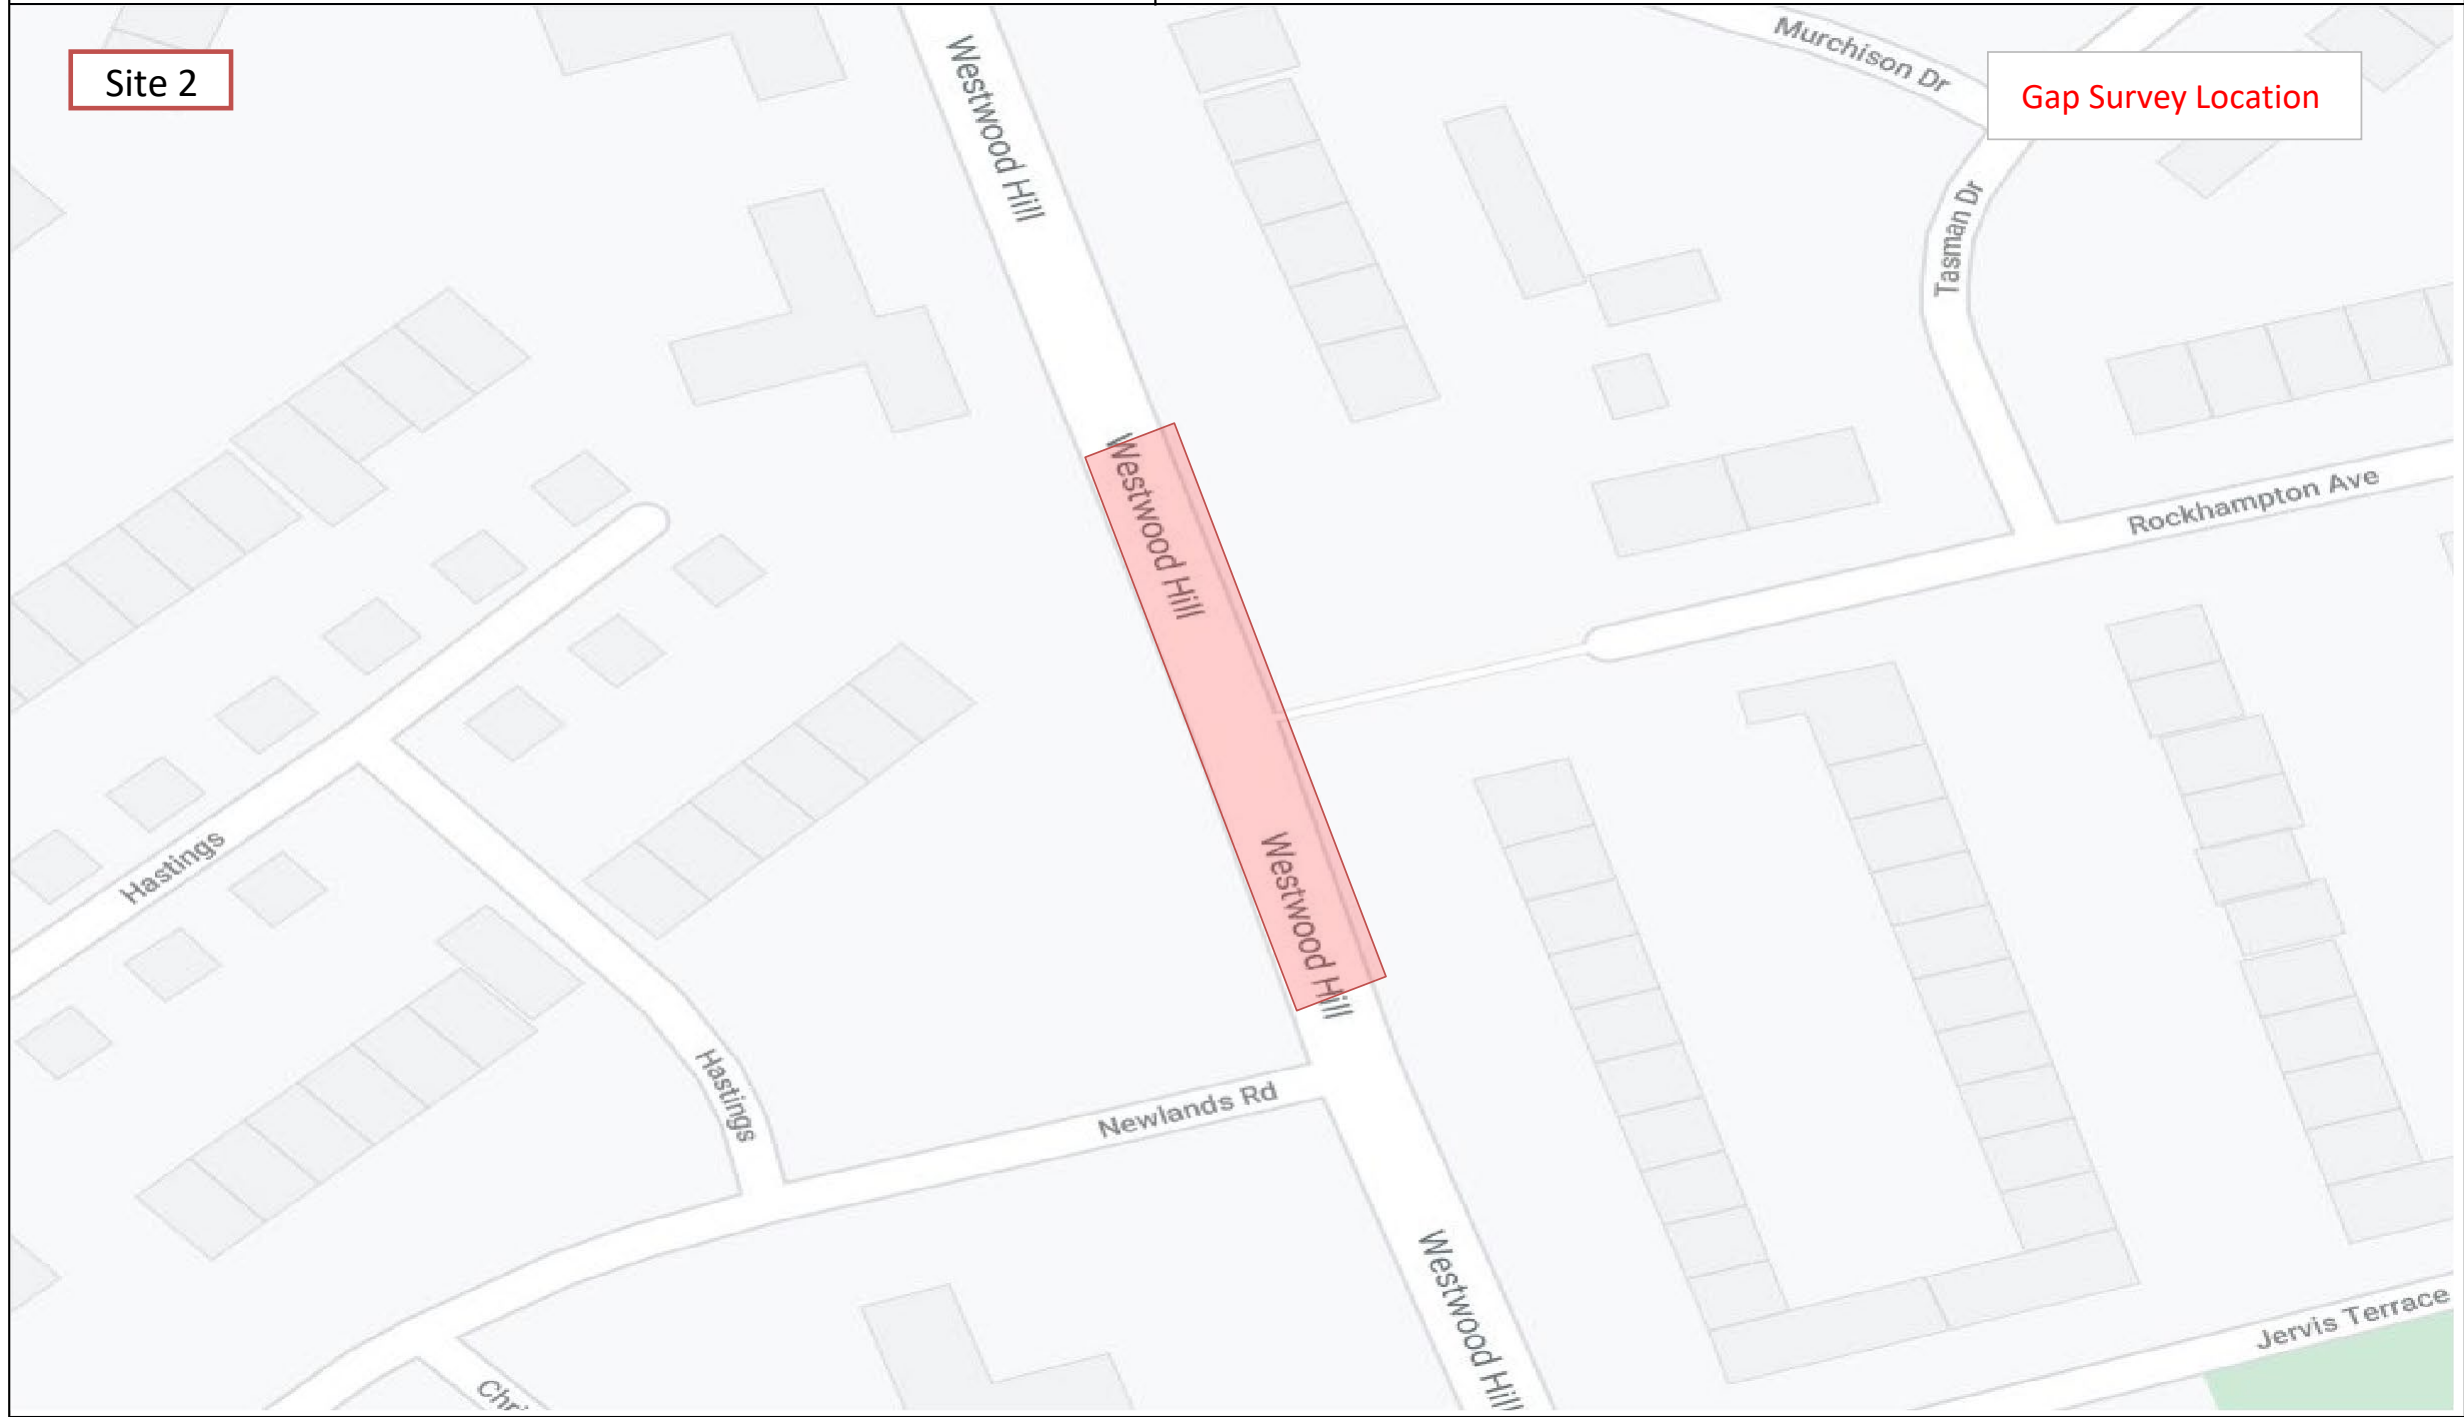 Site 2
Westwood Hill
Murchison Dr
Gap Survey Location
Tasman Dr
Westwood Hill
Rockhampton Ave
Hastings
Westwood Hill
Hastings
Newlands Rd
Westwood Hill
Jervis Terrace